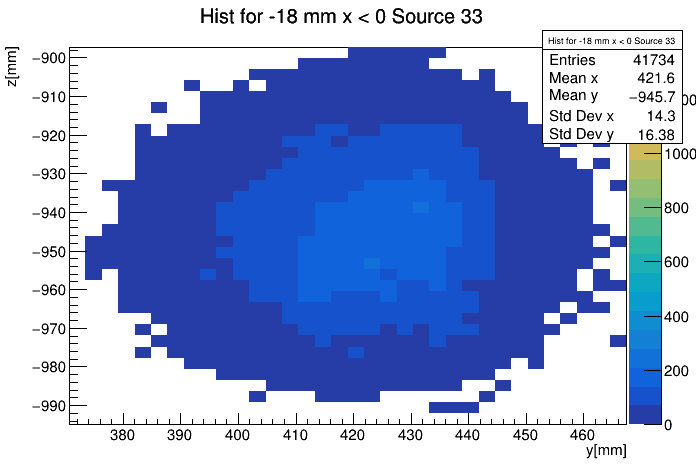 Hist for -18 mm x < 0 Source 33
z[mm]
Hist for -18 mm x < 0 Source 33
Entries 41734
Mean x 421.6
Mean y −945.7
Std Dev x 14.3
Std Dev y 16.38
−900
−910
−920
−930
−940
−950
−960
−970
−980
−990
380 390 400 410 420 430 440 450 460
y[mm]
00
1000
800
600
400
200
0